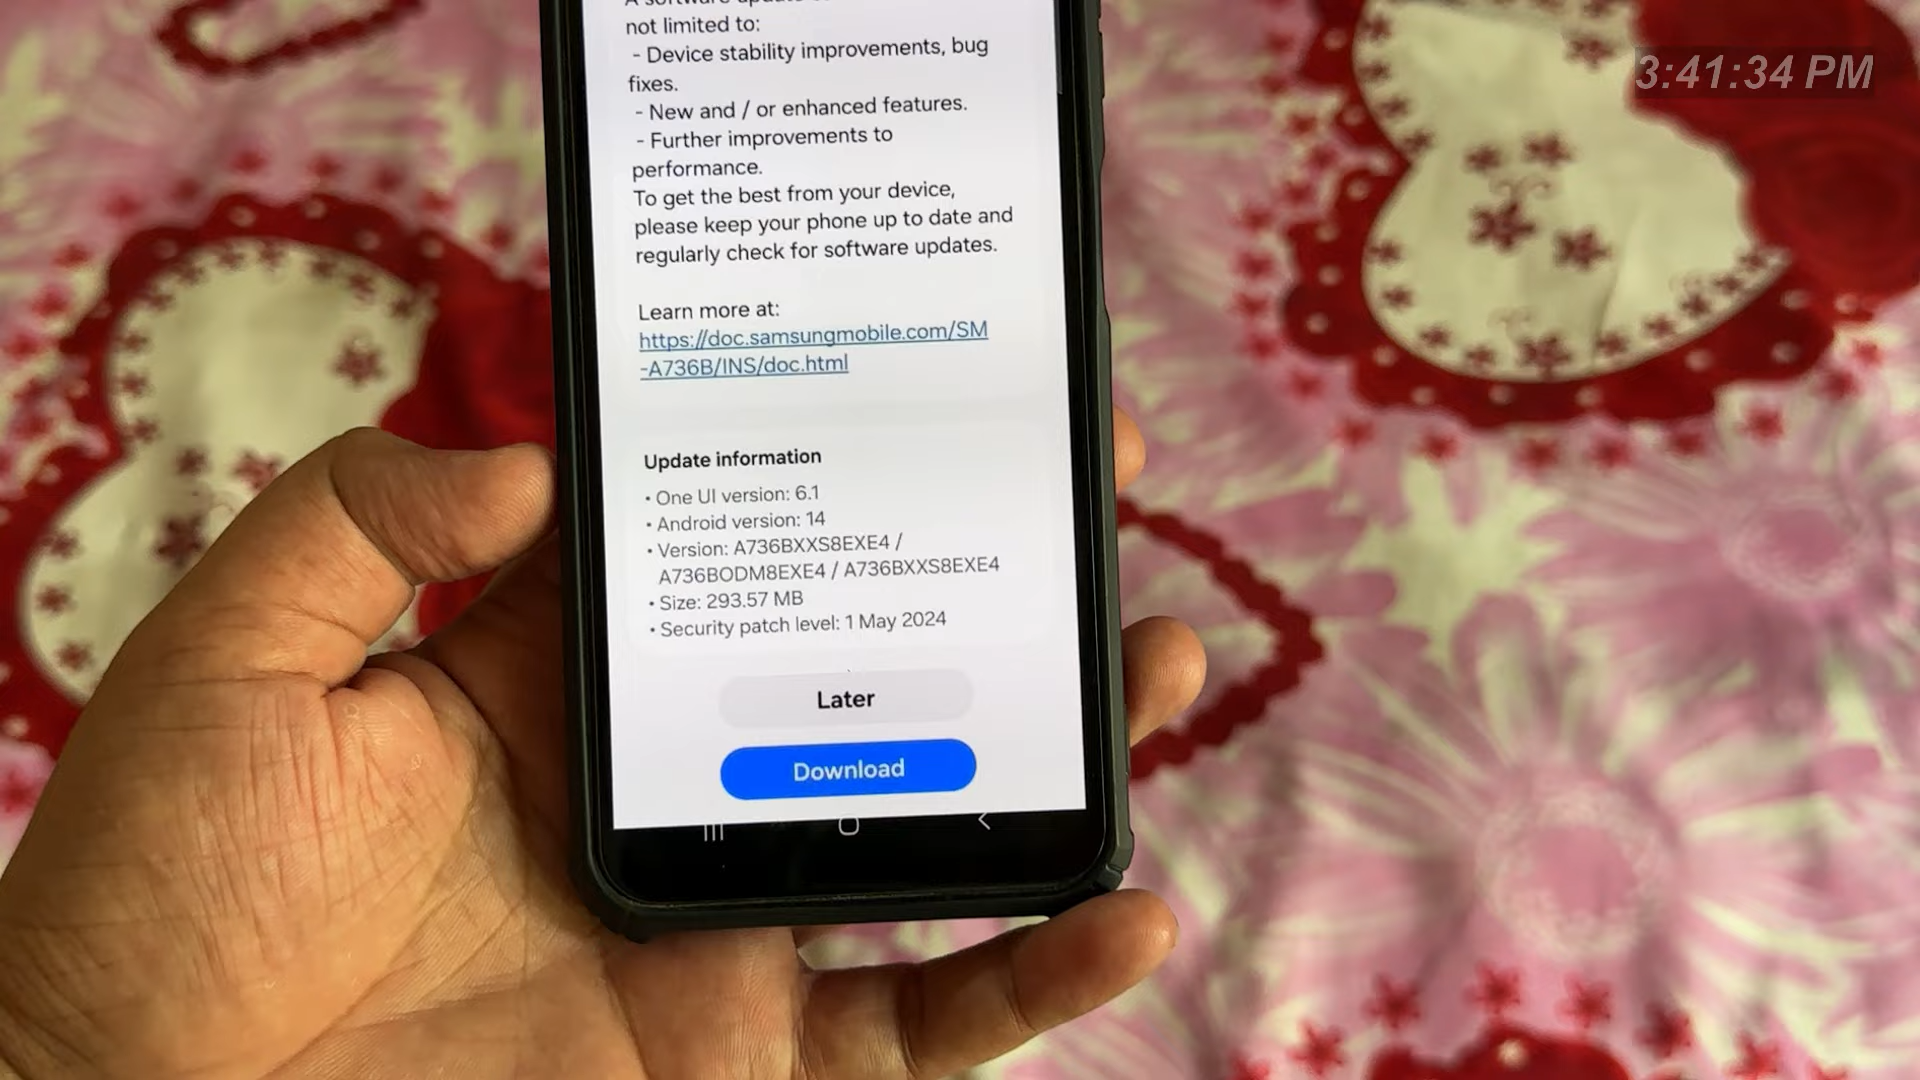 A software update
not limited to:
- Device stability improvements, bug
fixes.
- New and / or enhanced features.
- Further improvements to
performance.
To get the best from your device,
please keep your phone up to date and
regularly check for software updates.
Learn more at:
https://doc.samsungmobile.com/SM
-A736B/INS/doc.html
Update information
• One UI version: 6.1
• Android version: 14
• Version: A736BXXS8EXE4 /
A736BODM8EXE4 / A736BXXS8EXE4
• Size: 293.57 MB
• Security patch level: 1 May 2024
Later
Download
3:41:34 PM